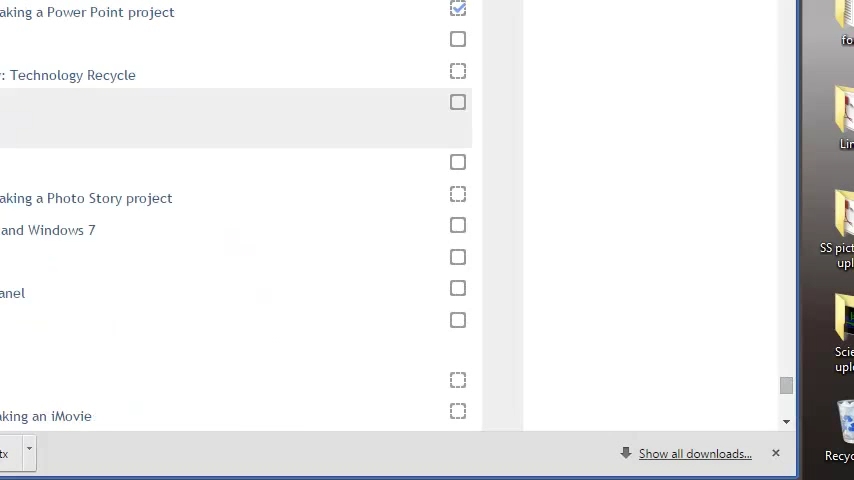 aking a Power Point project
: Technology Recycle
aking a Photo Story project
and Windows 7
anel
aking an iMovie
tx
Show all downloads...
fo
Lin
SS pict
upl
Scie
uplo
Recyc